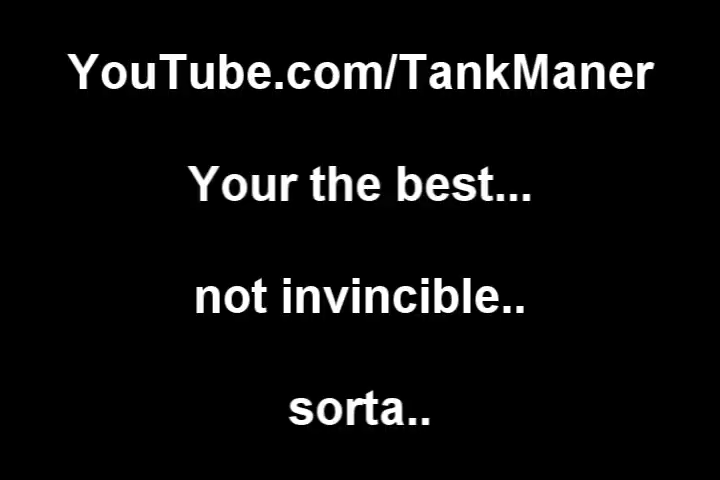 YouTube.com/TankManer
Your the best...
not invincible..
sorta..